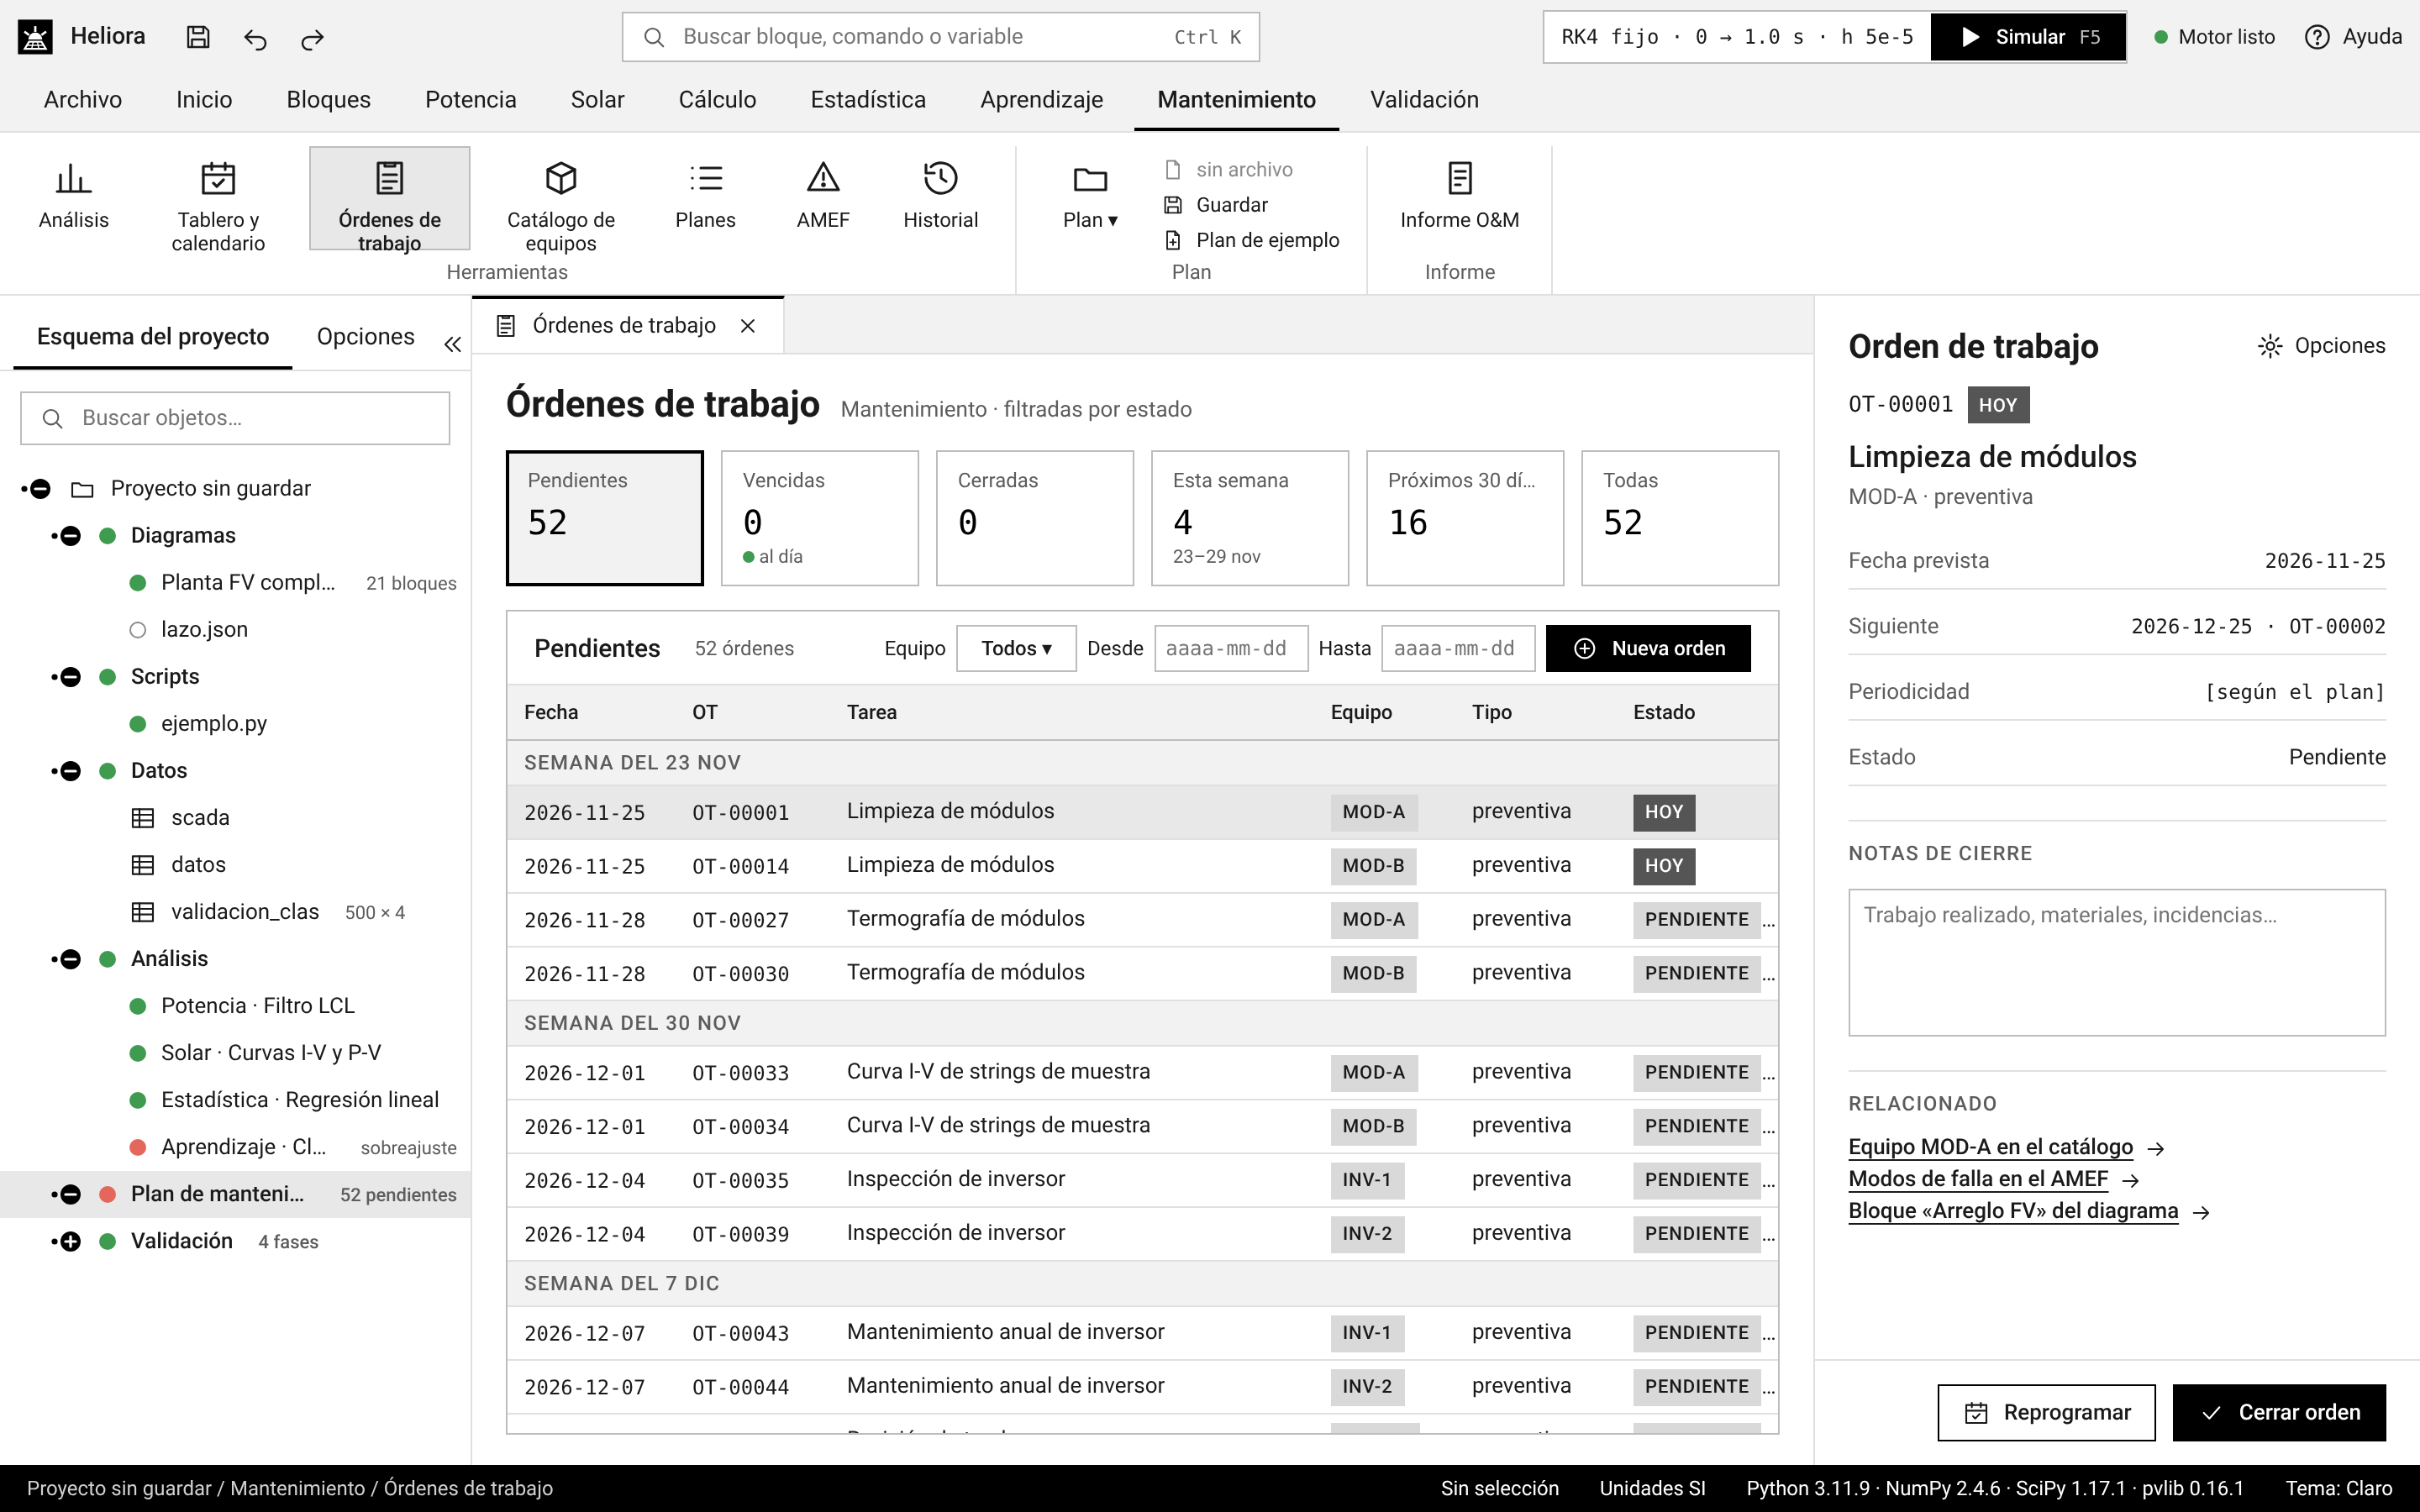 Heliora
Buscar bloque, comando o variable Ctrl K
RK4 fijo · 0 → 1.0 s · h 5e-5
Simular F5
Motor listo
Ayuda
Archivo Inicio Bloques Potencia Solar Cálculo Estadística Aprendizaje Mantenimiento Validación
Análisis
Tablero y
calendario
Órdenes de
trabajo
Catálogo de
equipos
Planes
AMEF
Historial
Herramientas
Plan ▾
sin archivo
Guardar
Plan de ejemplo
Plan
Informe O&M
Informe
Esquema del proyecto Opciones
Buscar objetos...
Proyecto sin guardar
Diagramas
Planta FV compl... 21 bloques
lazo.json
Scripts
ejemplo.py
Datos
scada
datos
validacion_clas 500 × 4
Análisis
Potencia · Filtro LCL
Solar · Curvas I-V y P-V
Estadística · Regresión lineal
Aprendizaje · Cl... sobreajuste
Plan de manteni... 52 pendientes
Validación 4 fases
Órdenes de trabajo
Órdenes de trabajo Mantenimiento · filtradas por estado
Pendientes
52
Vencidas
0
al día
Cerradas
0
Esta semana
4
23–29 nov
Próximos 30 dí...
16
Todas
52
Pendientes 52 órdenes Equipo Todos ▾ Desde aaaa-mm-dd Hasta aaaa-mm-dd Nueva orden
Fecha OT Tarea Equipo Tipo Estado
SEMANA DEL 23 NOV
2026-11-25 OT-00001 Limpieza de módulos MOD-A preventiva HOY
2026-11-25 OT-00014 Limpieza de módulos MOD-B preventiva HOY
2026-11-28 OT-00027 Termografía de módulos MOD-A preventiva PENDIENTE ...
2026-11-28 OT-00030 Termografía de módulos MOD-B preventiva PENDIENTE ...
SEMANA DEL 30 NOV
2026-12-01 OT-00033 Curva I-V de strings de muestra MOD-A preventiva PENDIENTE ...
2026-12-01 OT-00034 Curva I-V de strings de muestra MOD-B preventiva PENDIENTE ...
2026-12-04 OT-00035 Inspección de inversor INV-1 preventiva PENDIENTE ...
2026-12-04 OT-00039 Inspección de inversor INV-2 preventiva PENDIENTE ...
SEMANA DEL 7 DIC
2026-12-07 OT-00043 Mantenimiento anual de inversor INV-1 preventiva PENDIENTE ...
2026-12-07 OT-00044 Mantenimiento anual de inversor INV-2 preventiva PENDIENTE ...
Orden de trabajo Opciones
OT-00001 HOY
Limpieza de módulos
MOD-A · preventiva
Fecha prevista 2026-11-25
Siguiente 2026-12-25 · OT-00002
Periodicidad [según el plan]
Estado Pendiente
NOTAS DE CIERRE
Trabajo realizado, materiales, incidencias...
RELACIONADO
Equipo MOD-A en el catálogo →
Modos de falla en el AMEF →
Bloque «Arreglo FV» del diagrama →
Reprogramar
Cerrar orden
Proyecto sin guardar / Mantenimiento / Órdenes de trabajo
Sin selección Unidades SI Python 3.11.9 · NumPy 2.4.6 · SciPy 1.17.1 · pvlib 0.16.1 Tema: Claro